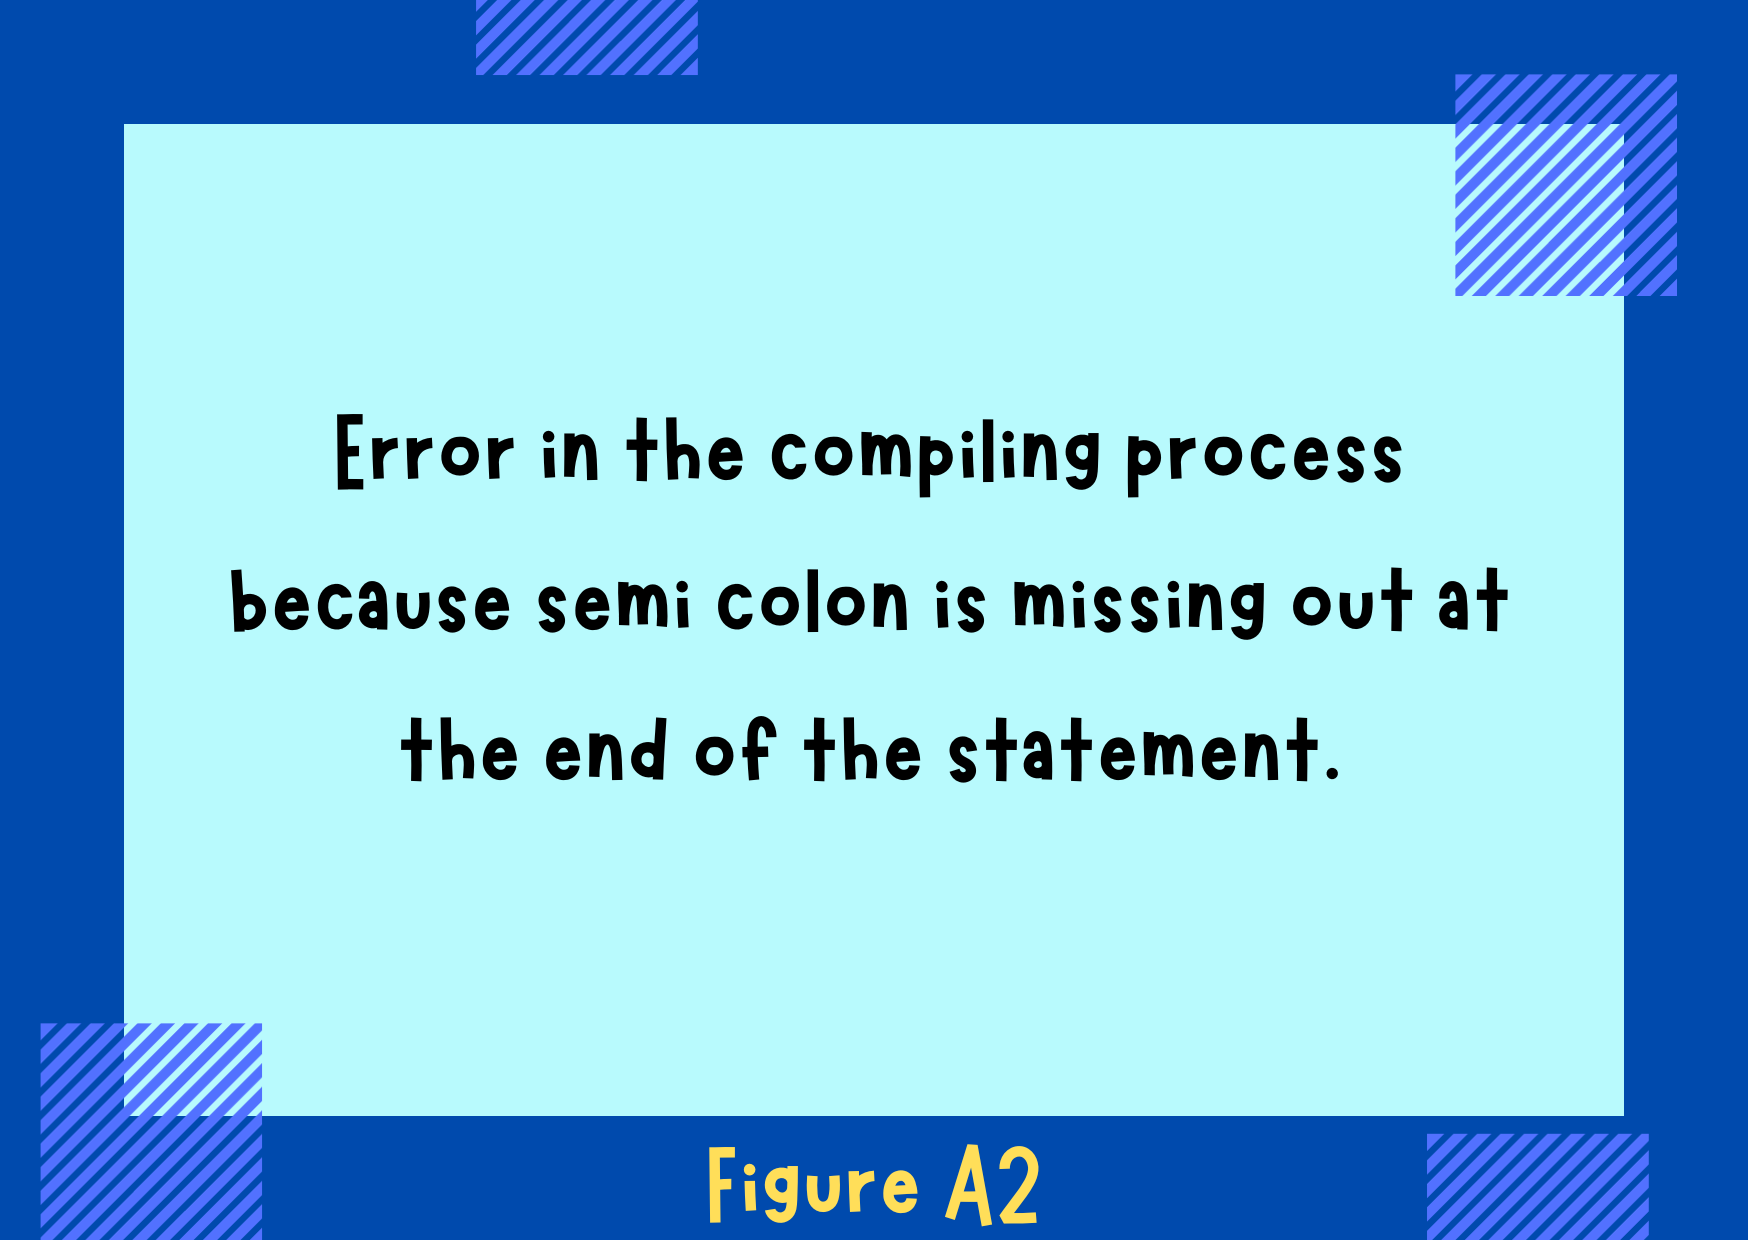 Error in the compiling process
because semi colon is missing out at
the end of the statement.
Figure A2